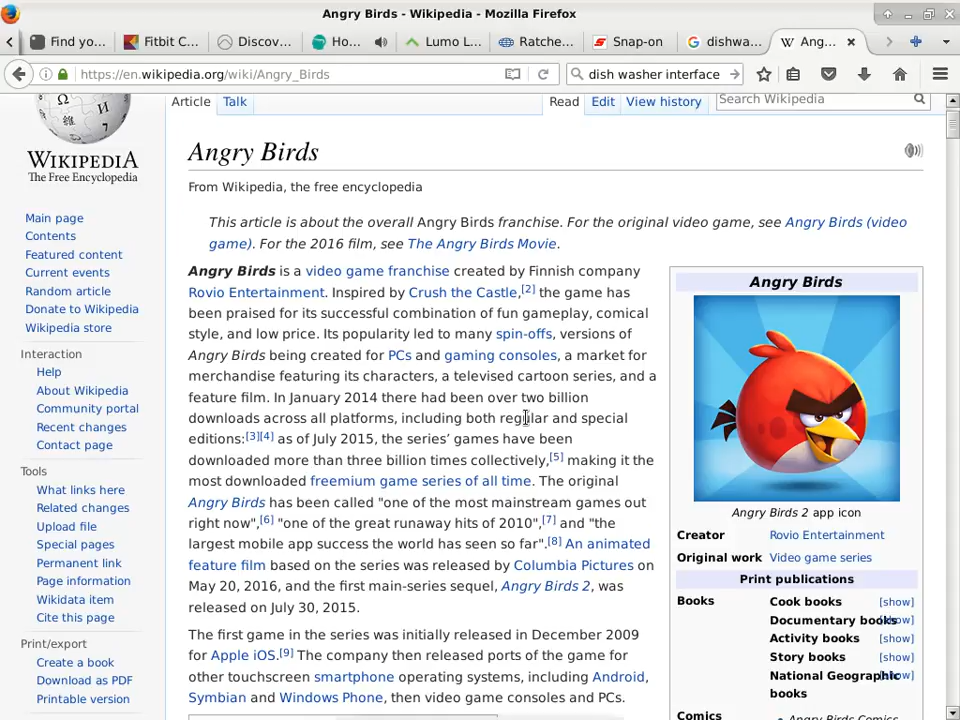 Angry Birds - Wikipedia - Mozilla Firefox
Find yo...
Fitbit C...
Discov...
Ho...
Lumo L...
Ratche...
Snap-on
dishwa...
Ang...
https://en.wikipedia.org/wiki/Angry_Birds
dish washer interface
Article
Talk
Read
Edit
View history
Search Wikipedia
WIKIPEDIA
The Free Encyclopedia
Main page
Contents
Featured content
Current events
Random article
Donate to Wikipedia
Wikipedia store
Interaction
Help
About Wikipedia
Community portal
Recent changes
Contact page
Tools
What links here
Related changes
Upload file
Special pages
Permanent link
Page information
Wikidata item
Cite this page
Print/export
Create a book
Download as PDF
Printable version
Angry Birds
From Wikipedia, the free encyclopedia
This article is about the overall Angry Birds franchise. For the original video game, see Angry Birds (video
game). For the 2016 film, see The Angry Birds Movie.
Angry Birds is a video game franchise created by Finnish company
Rovio Entertainment. Inspired by Crush the Castle,[2] the game has
been praised for its successful combination of fun gameplay, comical
style, and low price. Its popularity led to many spin-offs, versions of
Angry Birds being created for PCs and gaming consoles, a market for
merchandise featuring its characters, a televised cartoon series, and a
feature film. In January 2014 there had been over two billion
downloads across all platforms, including both regular and special
editions:[3][4] as of July 2015, the series’ games have been
downloaded more than three billion times collectively,[5] making it the
most downloaded freemium game series of all time. The original
Angry Birds has been called "one of the most mainstream games out
right now",[6] "one of the great runaway hits of 2010",[7] and "the
largest mobile app success the world has seen so far".[8] An animated
feature film based on the series was released by Columbia Pictures on
May 20, 2016, and the first main-series sequel, Angry Birds 2, was
released on July 30, 2015.
The first game in the series was initially released in December 2009
for Apple iOS.[9] The company then released ports of the game for
other touchscreen smartphone operating systems, including Android,
Symbian and Windows Phone, then video game consoles and PCs.
Angry Birds
Angry Birds 2 app icon
Creator Rovio Entertainment
Original work Video game series
Print publications
Books Cook books [show]
Documentary books [show]
Activity books [show]
Story books [show]
National Geographic [show]
books
Comics Angry Birds Comics